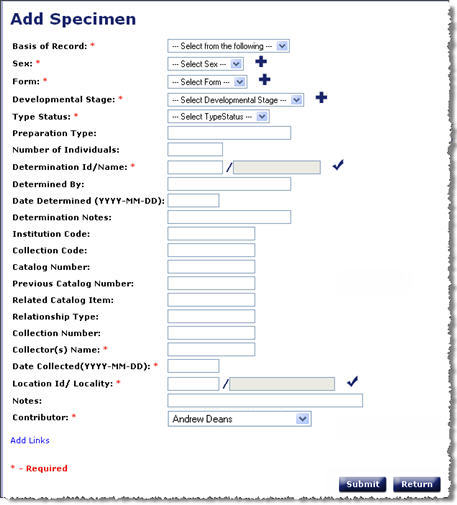 Add Specimen
Basis of Record: * --- Select from the following ---
Sex: * --- Select Sex ---
Form: * --- Select Form ---
Developmental Stage: * --- Select Developmental Stage ---
Type Status: * --- Select TypeStatus ---
Preparation Type:
Number of Individuals:
Determination Id/Name: * /
Determined By:
Date Determined (YYYY-MM-DD):
Determination Notes:
Institution Code:
Collection Code:
Catalog Number:
Previous Catalog Number:
Related Catalog Item:
Relationship Type:
Collection Number:
Collector(s) Name: *
Date Collected(YYYY-MM-DD): *
Location Id/ Locality: * /
Notes:
Contributor: * Andrew Deans
Add Links
* - Required
Submit Return